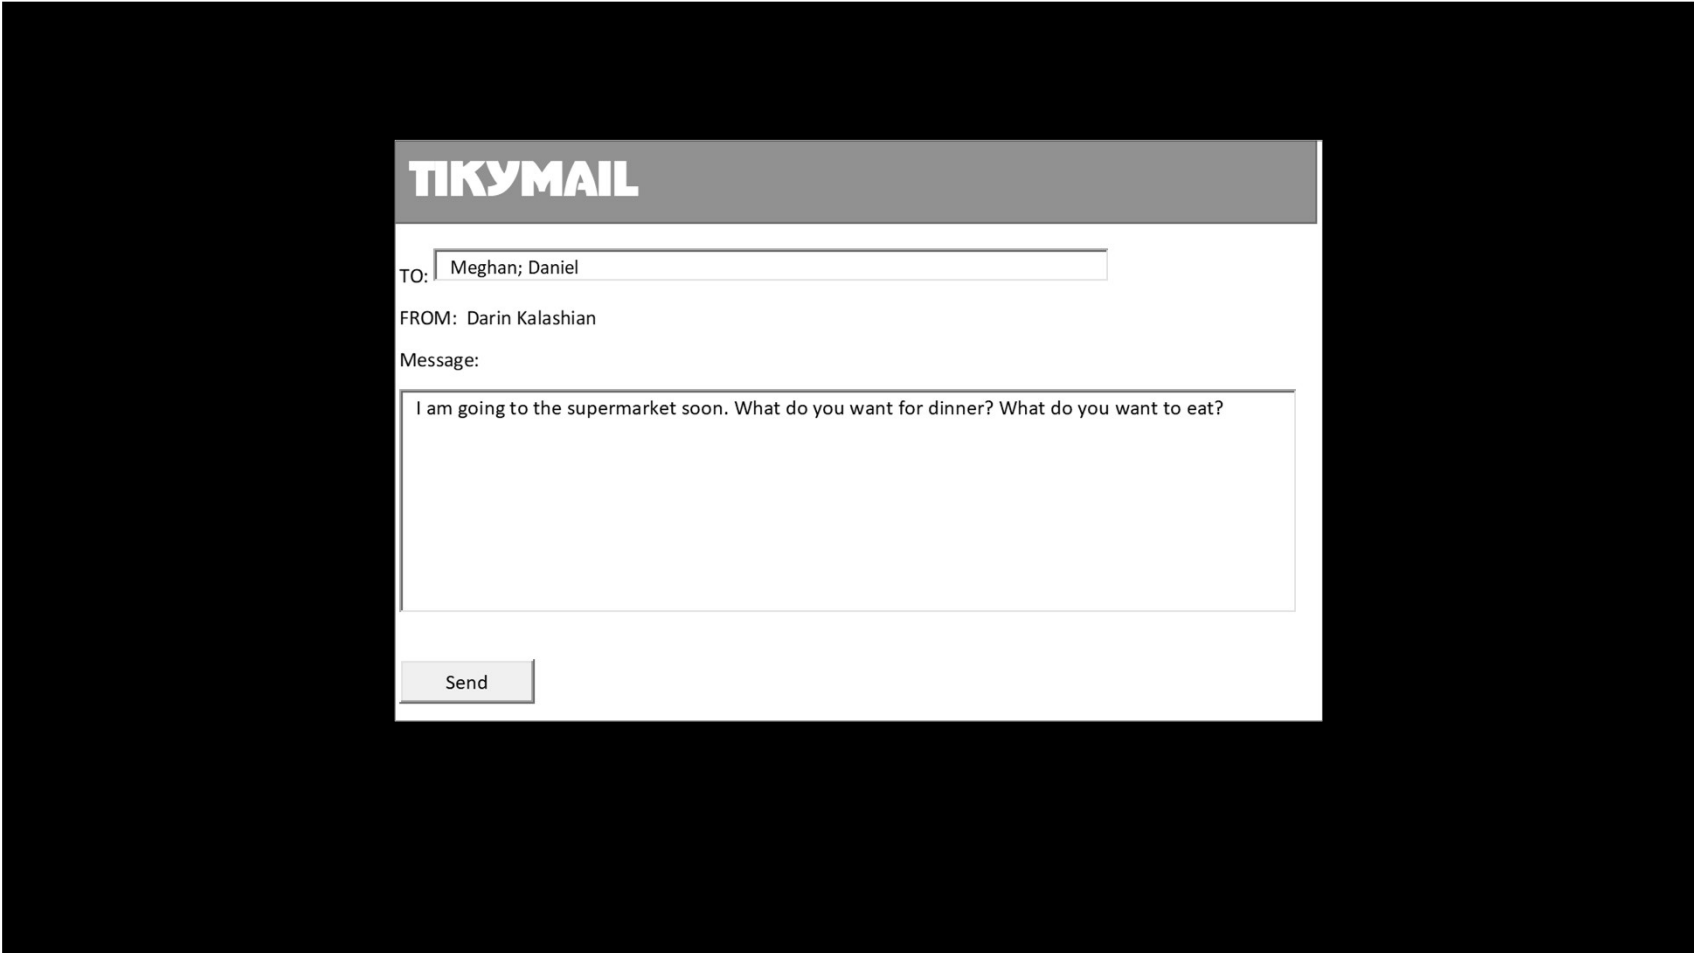 TIKYMAIL
TO: Meghan; Daniel
FROM: Darin Kalashian
Message:
I am going to the supermarket soon. What do you want for dinner? What do you want to eat?
Send